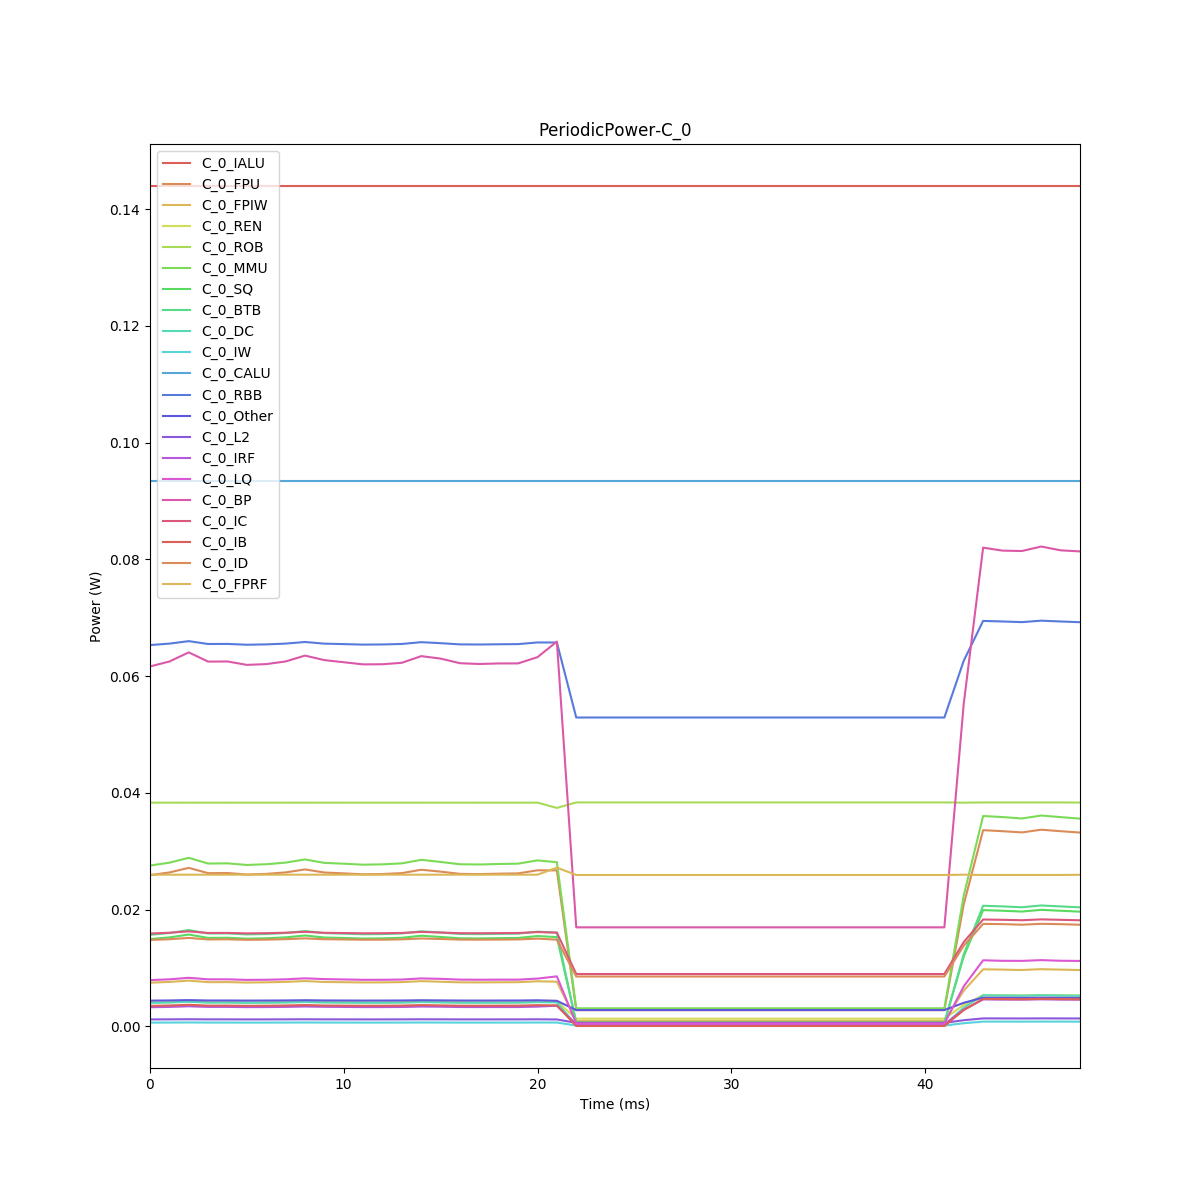 PeriodicPower-C_0
C_0_IALU
C_0_FPU
C_0_FPIW
C_0_REN
C_0_ROB
C_0_MMU
C_0_SQ
C_0_BTB
C_0_DC
C_0_IW
C_0_CALU
C_0_RBB
C_0_Other
C_0_L2
C_0_IRF
C_0_LQ
C_0_BP
C_0_IC
C_0_IB
C_0_ID
C_0_FPRF
Power (W)
0.14
0.12
0.10
0.08
0.06
0.04
0.02
0.00
0 10 20 30 40
Time (ms)